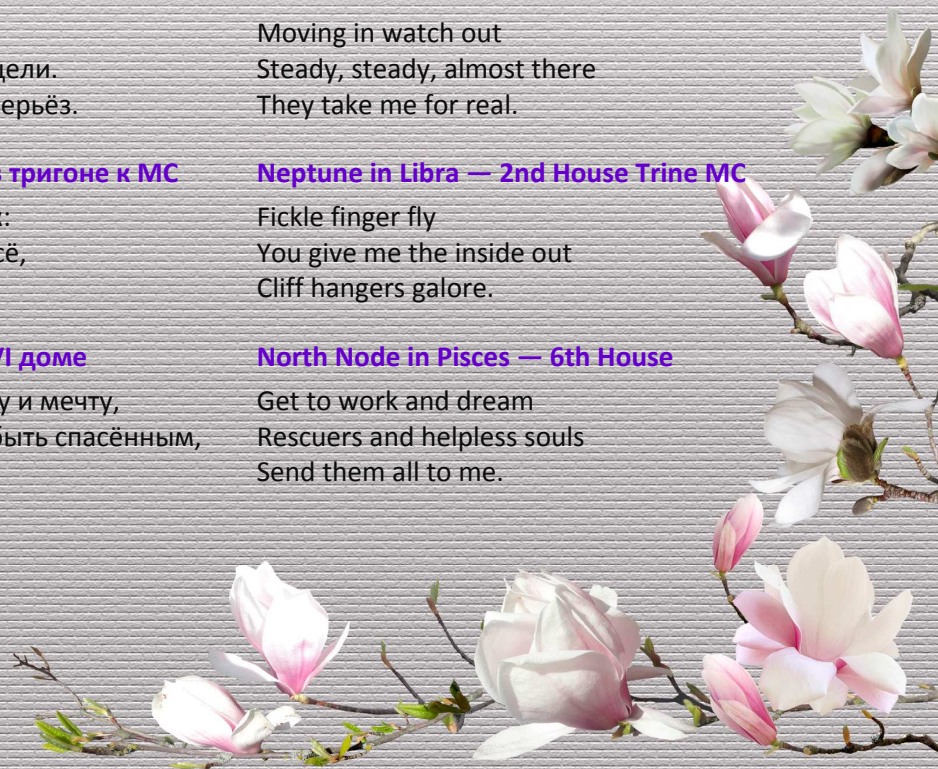 цели.
ерьёз.
в тригоне к МС
х:
сё,
VI доме
у и мечту,
быть спасённым,
Moving in watch out
Steady, steady, almost there
They take me for real.
Neptune in Libra — 2nd House Trine MC
Fickle finger fly
You give me the inside out
Cliff hangers galore.
North Node in Pisces — 6th House
Get to work and dream
Rescuers and helpless souls
Send them all to me.